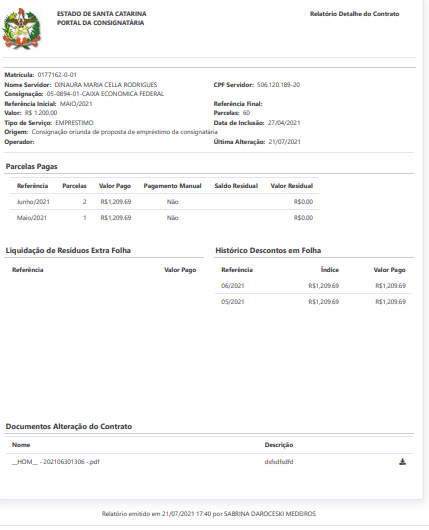 ESTADO DE SANTA CATARINA
PORTAL DA CONSIGNATÁRIA
Relatório Detalhe do Contrato
Matrícula: 0177162-0-01
Nome Servidor: DINAURA MARIA CELLA RODRIGUES CPF Servidor: 506.120.189-20
Consignação: 05-0894-01-CAIXA ECONOMICA FEDERAL
Referência Inicial: MAIO/2021 Referência Final:
Valor: R$ 1.200,00 Parcelas: 60
Tipo de Serviço: EMPRESTIMO Data de Inclusão: 27/04/2021
Origem: Consignação oriunda de proposta de empréstimo da consignatária
Operador: Última Alteração: 21/07/2021
Parcelas Pagas
Referência Parcelas Valor Pago Pagamento Manual Saldo Residual Valor Residual
Junho/2021 2 R$1,209.69 Não R$0.00
Maio/2021 1 R$1,209.69 Não R$0.00
Liquidação de Resíduos Extra Folha Histórico Descontos em Folha
Referência Valor Pago Referência Índice Valor Pago
06/2021 R$1,209.69 R$1,209.69
05/2021 R$1,209.69 R$1,209.69
Documentos Alteração do Contrato
Nome Descrição
__HOM__ - 202106301306 -.pdf dsfsdfsdfd
Relatório emitido em 21/07/2021 17:40 por SABRINA DAROCESKI MEDEIROS